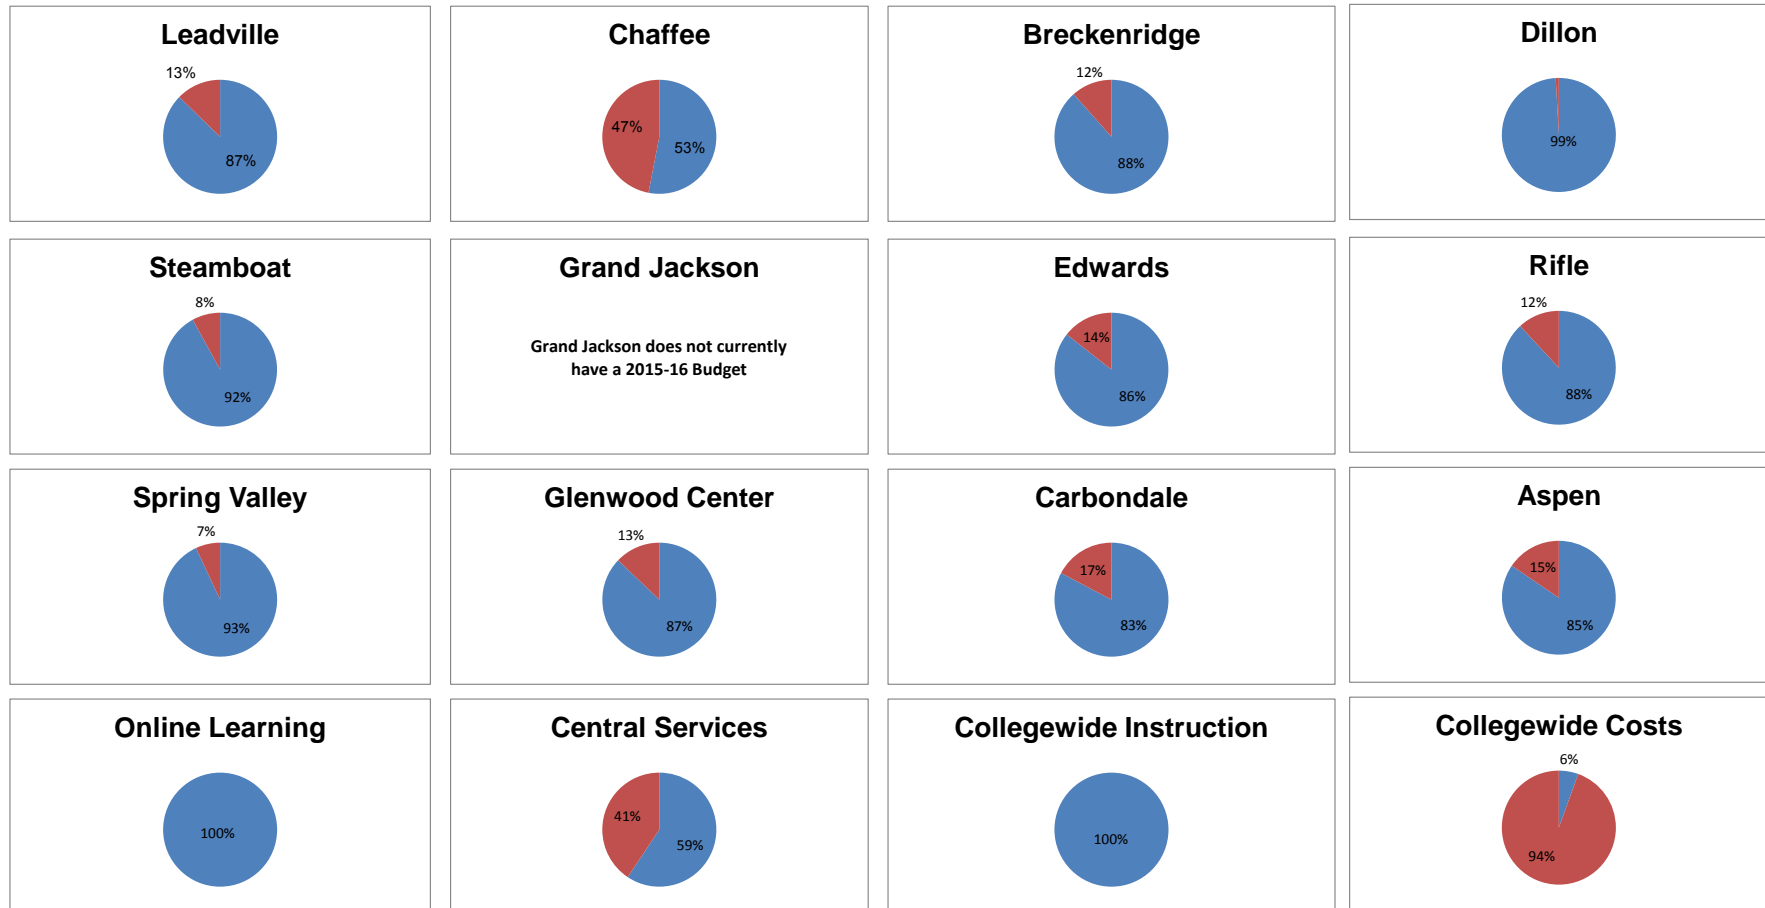 Leadville
13%
87%
Chaffee
47%
53%
Breckenridge
12%
88%
Dillon
99%
Steamboat
8%
92%
Grand Jackson
Grand Jackson does not currently
have a 2015-16 Budget
Edwards
14%
86%
Rifle
12%
88%
Spring Valley
7%
93%
Glenwood Center
13%
87%
Carbondale
17%
83%
Aspen
15%
85%
Online Learning
100%
Central Services
41%
59%
Collegewide Instruction
100%
Collegewide Costs
6%
94%